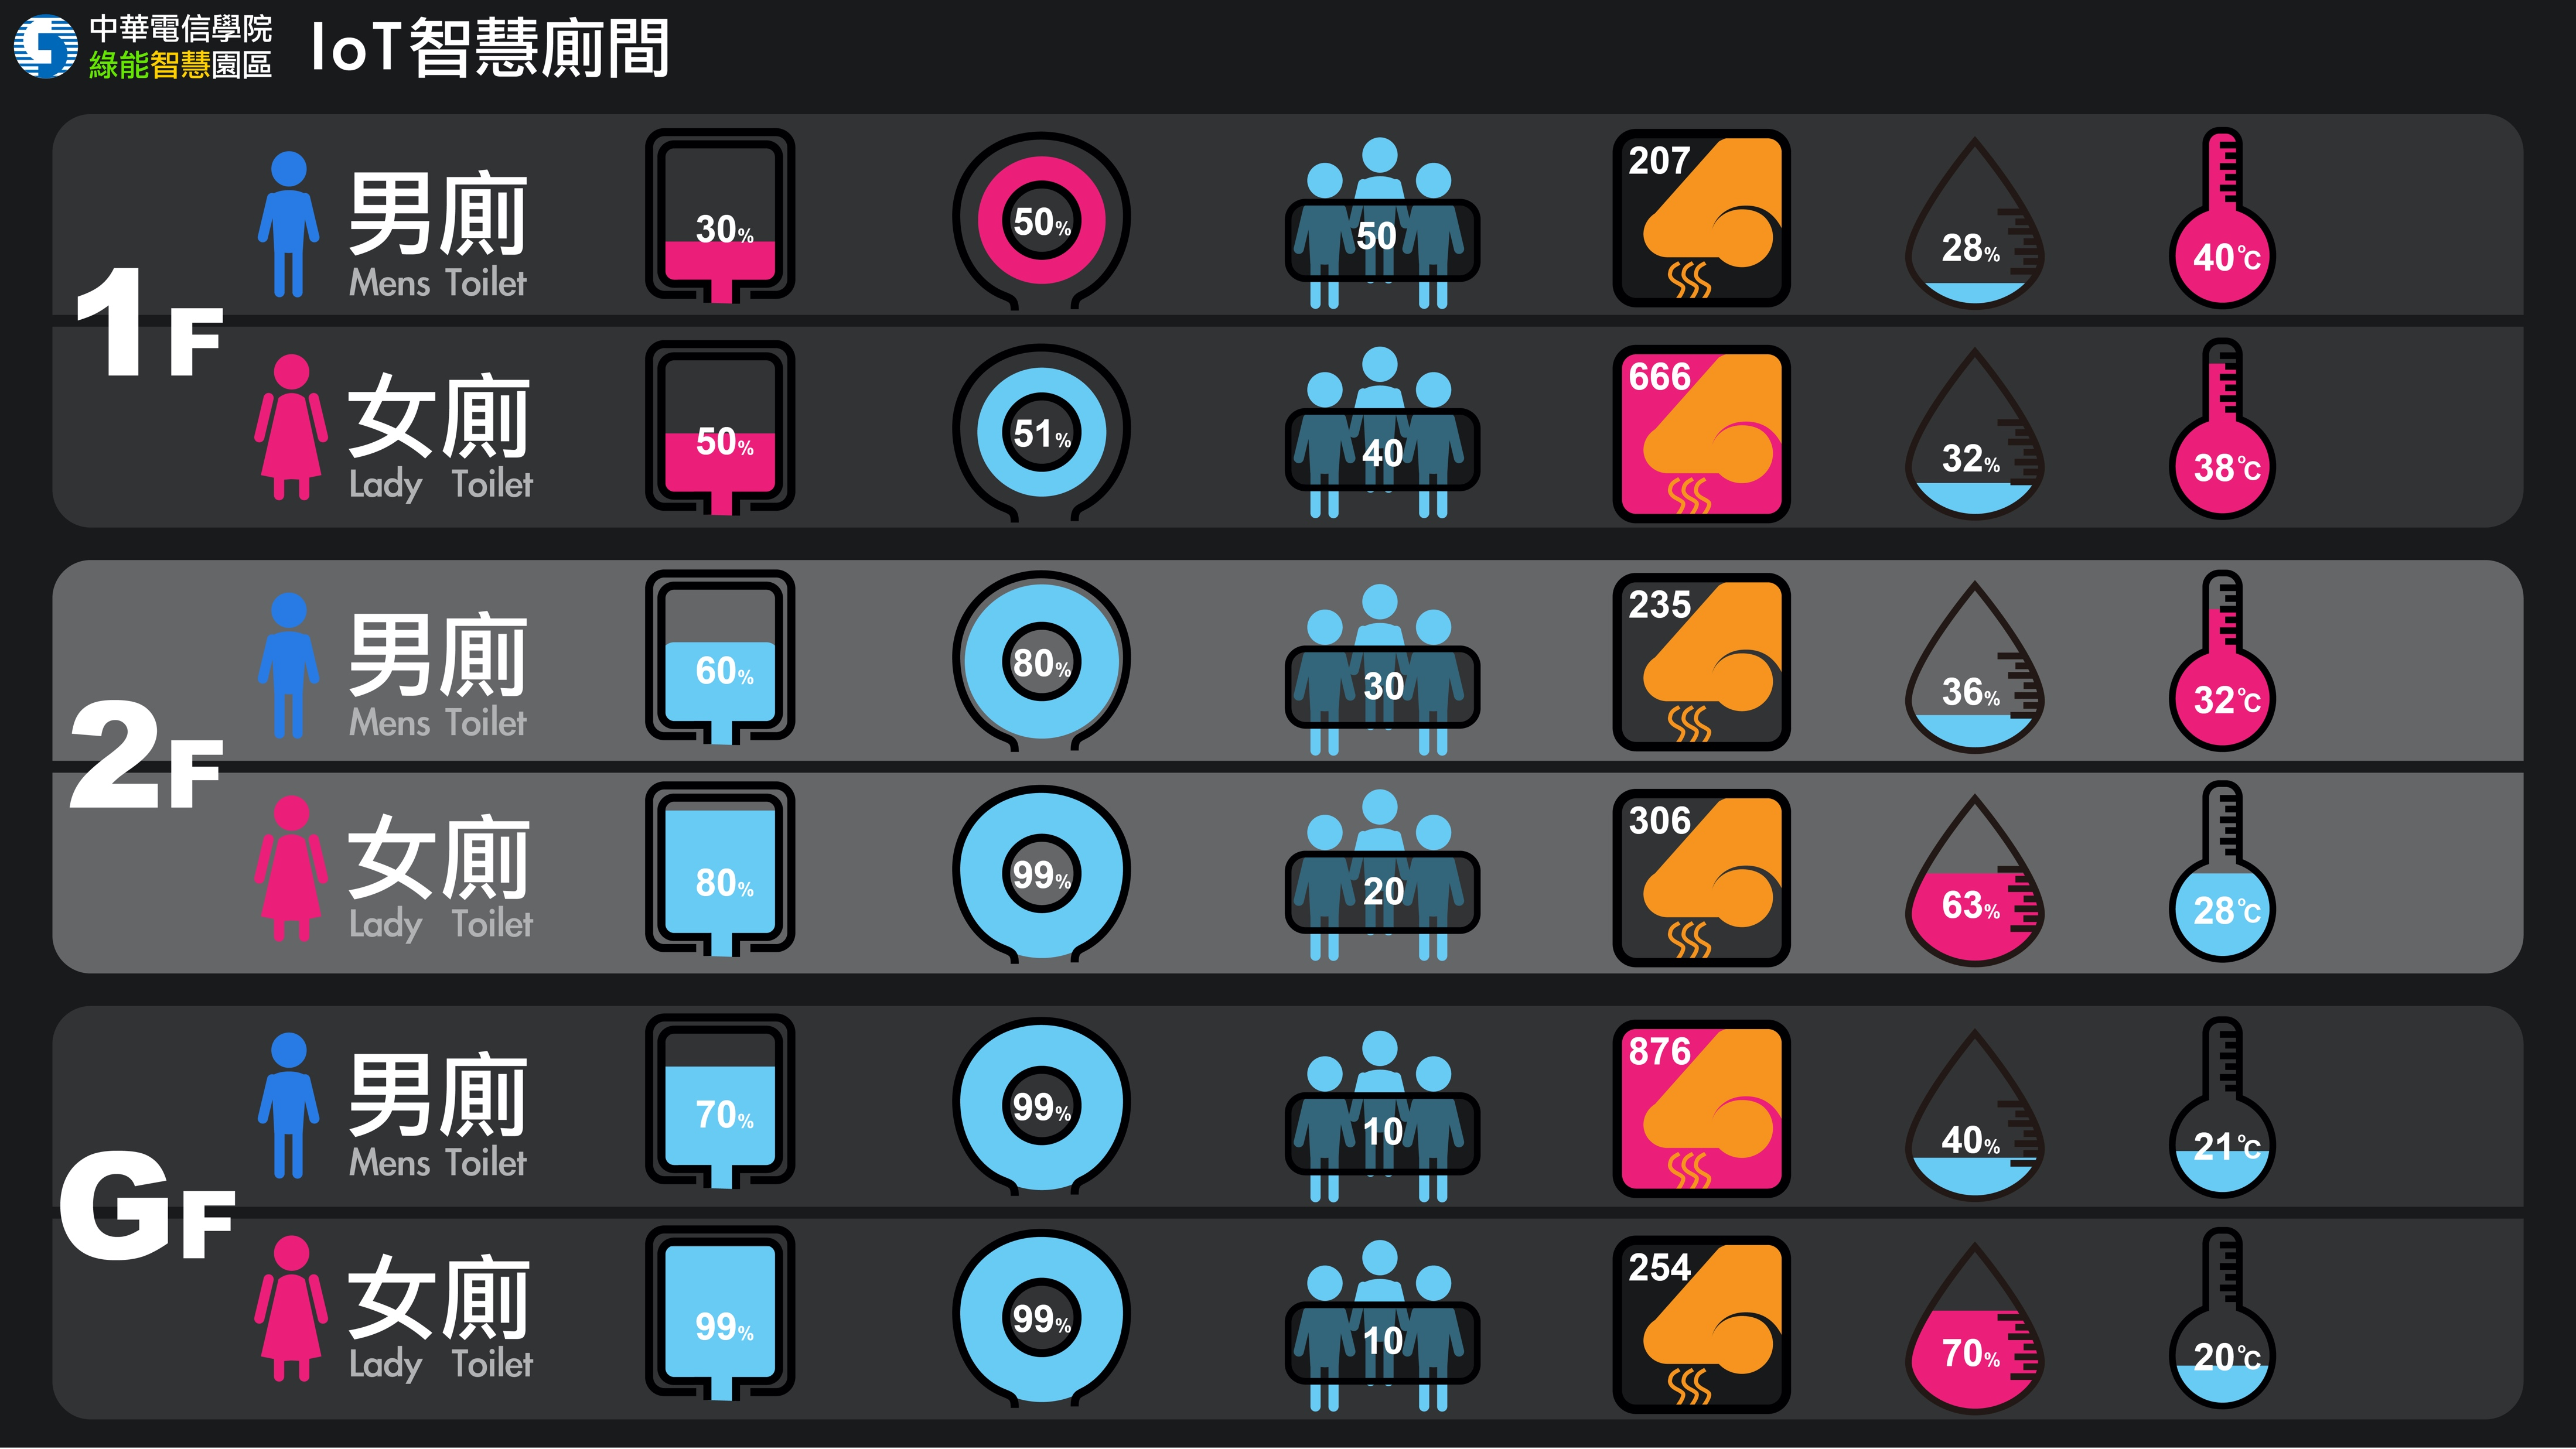 中華電信學院
綠能智慧園區
IoT智慧廁間
1F
男廁
Mens Toilet
30%
50%
50
207
28%
40℃
女廁
Lady Toilet
50%
51%
40
666
32%
38℃
2F
男廁
Mens Toilet
60%
80%
30
235
36%
32℃
女廁
Lady Toilet
80%
99%
20
306
63%
28℃
GF
男廁
Mens Toilet
70%
99%
10
876
40%
21℃
女廁
Lady Toilet
99%
99%
10
254
70%
20℃